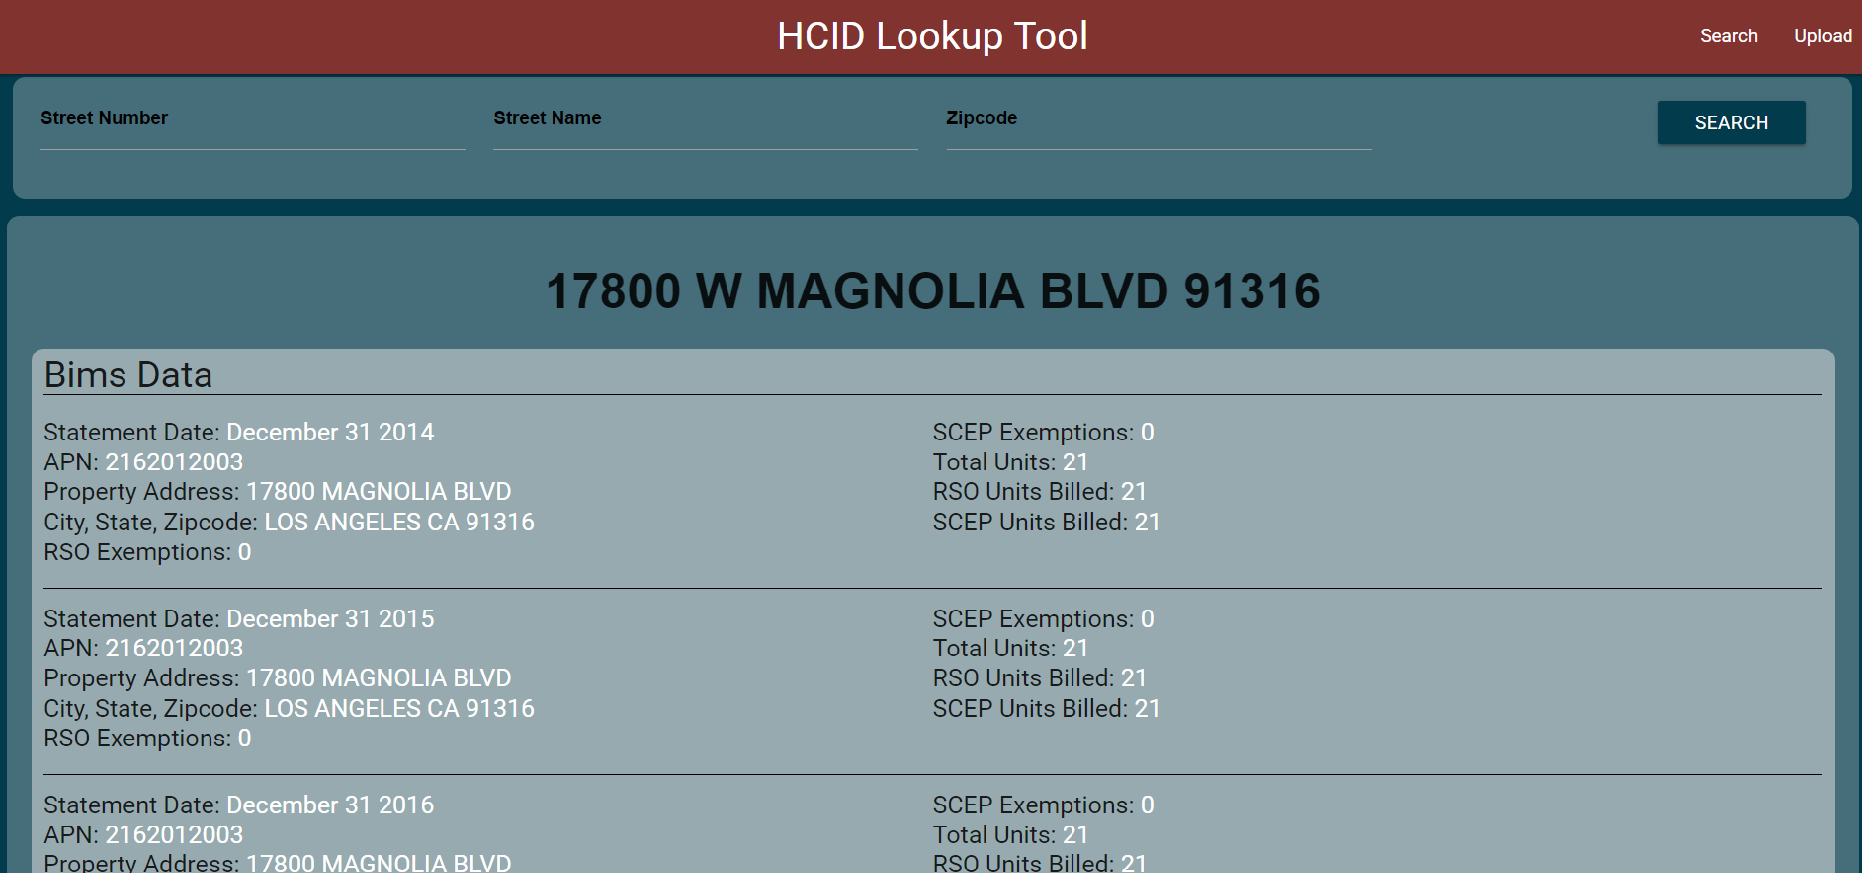 HCID Lookup Tool
Search
Upload
Street Number
Street Name
Zipcode
SEARCH
17800 W MAGNOLIA BLVD 91316
Bims Data
Statement Date: December 31 2014
APN: 2162012003
Property Address: 17800 MAGNOLIA BLVD
City, State, Zipcode: LOS ANGELES CA 91316
RSO Exemptions: 0
SCEP Exemptions: 0
Total Units: 21
RSO Units Billed: 21
SCEP Units Billed: 21
Statement Date: December 31 2015
APN: 2162012003
Property Address: 17800 MAGNOLIA BLVD
City, State, Zipcode: LOS ANGELES CA 91316
RSO Exemptions: 0
SCEP Exemptions: 0
Total Units: 21
RSO Units Billed: 21
SCEP Units Billed: 21
Statement Date: December 31 2016
APN: 2162012003
Property Address: 17800 MAGNOLIA BLVD
SCEP Exemptions: 0
Total Units: 21
RSO Units Billed: 21